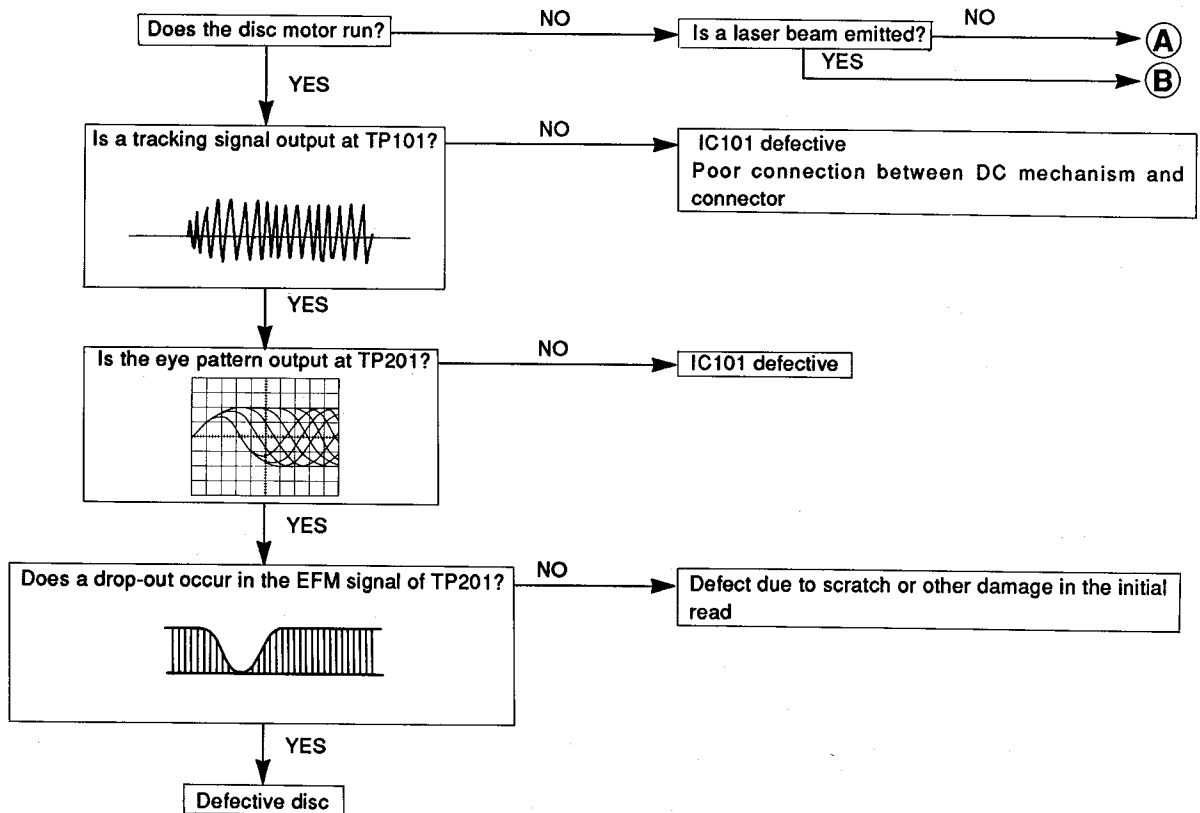 Does the disc motor run?
NO
Is a laser beam emitted?
NO
A
YES
B
YES
Is a tracking signal output at TP101?
NO
IC101 defective
Poor connection between DC mechanism and
connector
YES
Is the eye pattern output at TP201?
NO
IC101 defective
YES
Does a drop-out occur in the EFM signal of TP201?
NO
Defect due to scratch or other damage in the initial
read
YES
Defective disc